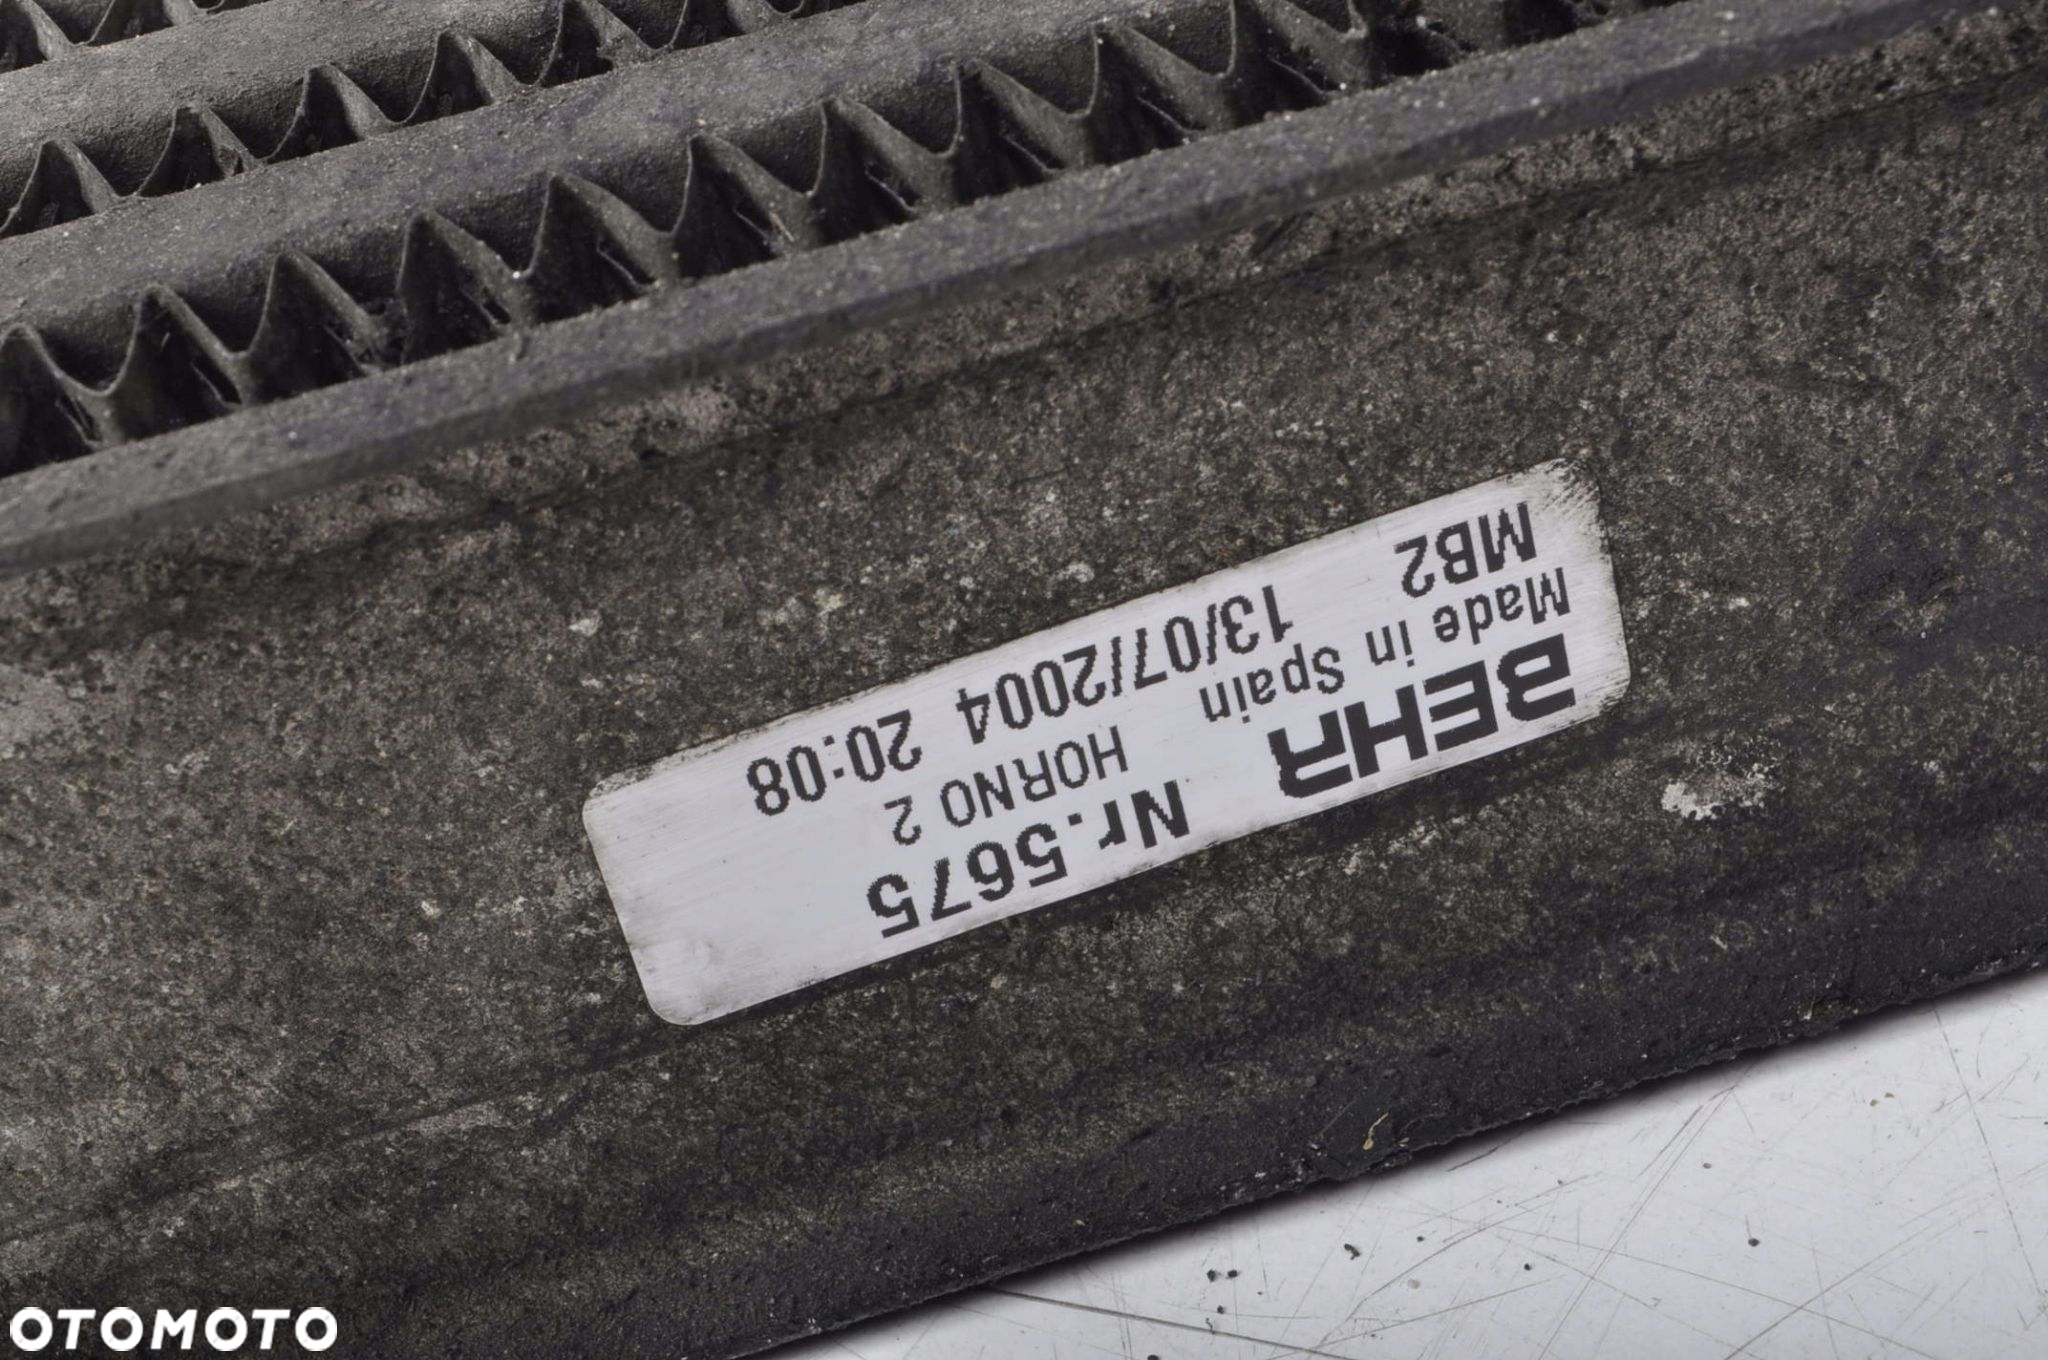 BEHR Nr.5675
Made in Spain HORNO 2
MB2 13/07/2004 20:08
OTOMOTO